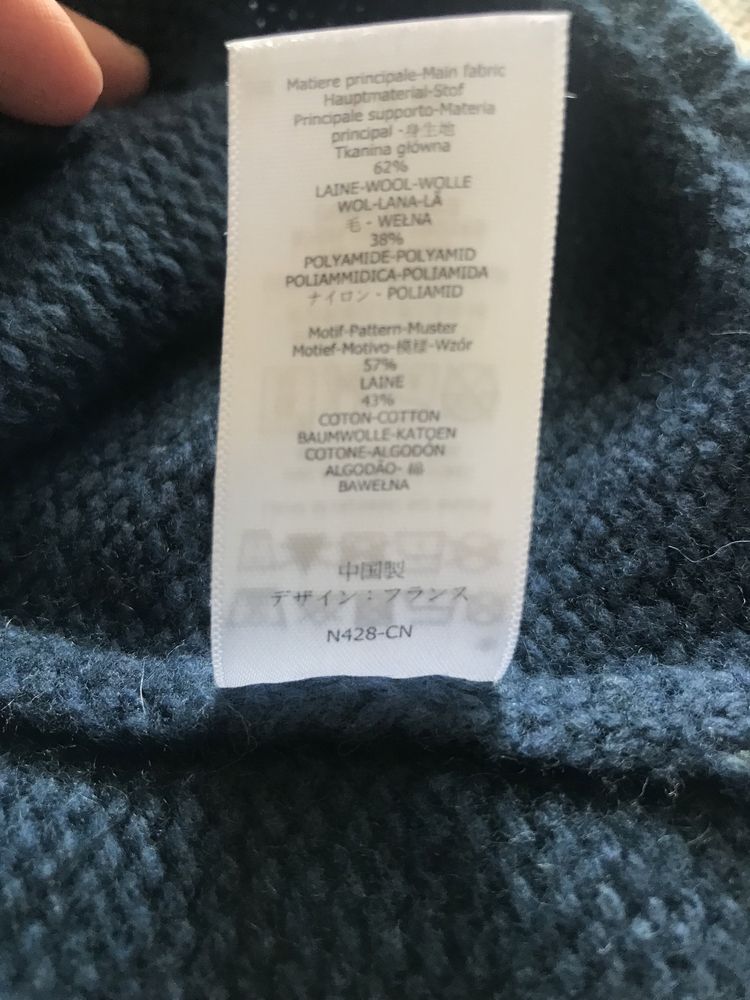 Matiere principale-Main fabric
Hauptmaterial-Stof
Principale supporto-Materia
principal -身生地
Tkanina główna
62%
LAINE-WOOL-WOLLE
WOL-LANA-LÃ
毛 - WEŁNA
38%
POLYAMIDE-POLYAMID
POLIAMMIDICA-POLIAMIDA
ナイロン - POLIAMID
Motif-Pattern-Muster
Motief-Motivo-模様-Wzór
57%
LAINE
43%
COTON-COTTON
BAUMWOLLE-KATOEN
COTONE-ALGODÓN
ALGODÃO- 綿
BAWEŁNA
中国製
デザイン：フランス
N428-CN